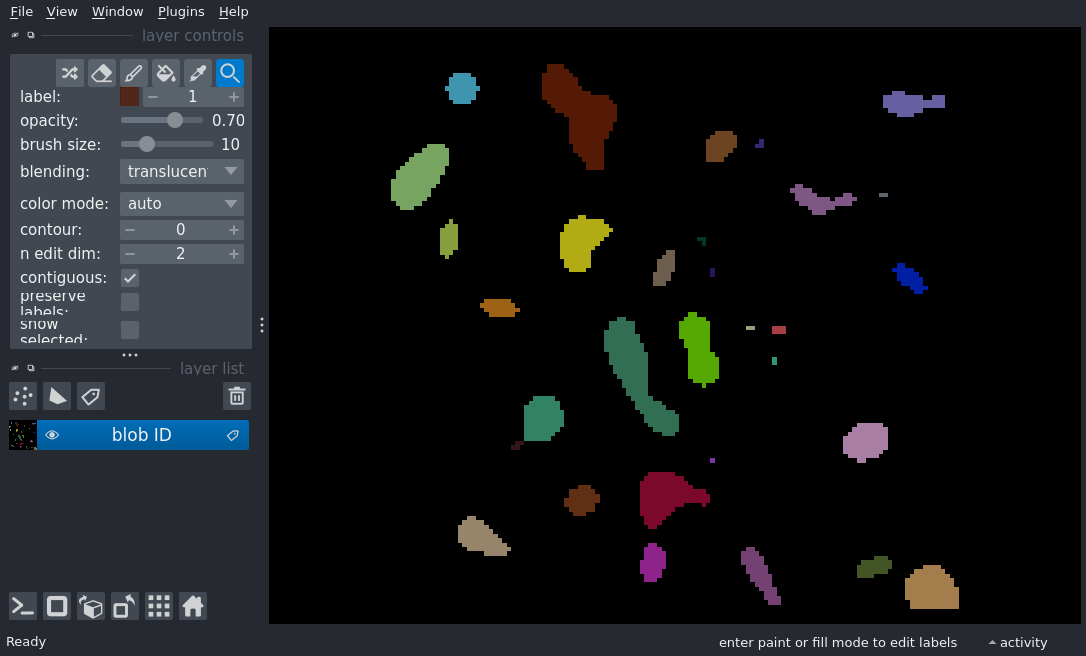 File View Window Plugins Help
layer controls
label: 1
opacity: 0.70
brush size: 10
blending: translucen
color mode: auto
contour: 0
n edit dim: 2
contiguous:
preserve
labels:
show
selected:
layer list
blob ID
Ready enter paint or fill mode to edit labels activity